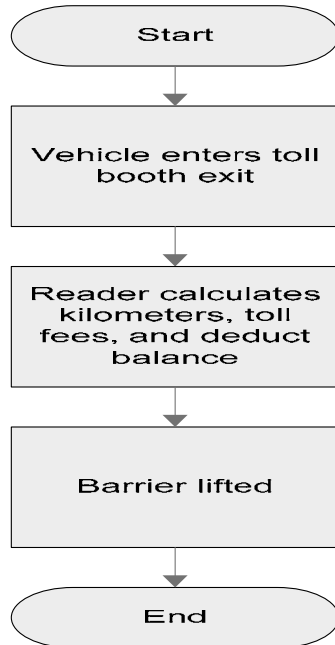 Start
Vehicle enters toll
booth exit
Reader calculates
kilometers, toll
fees, and deduct
balance
Barrier lifted
End